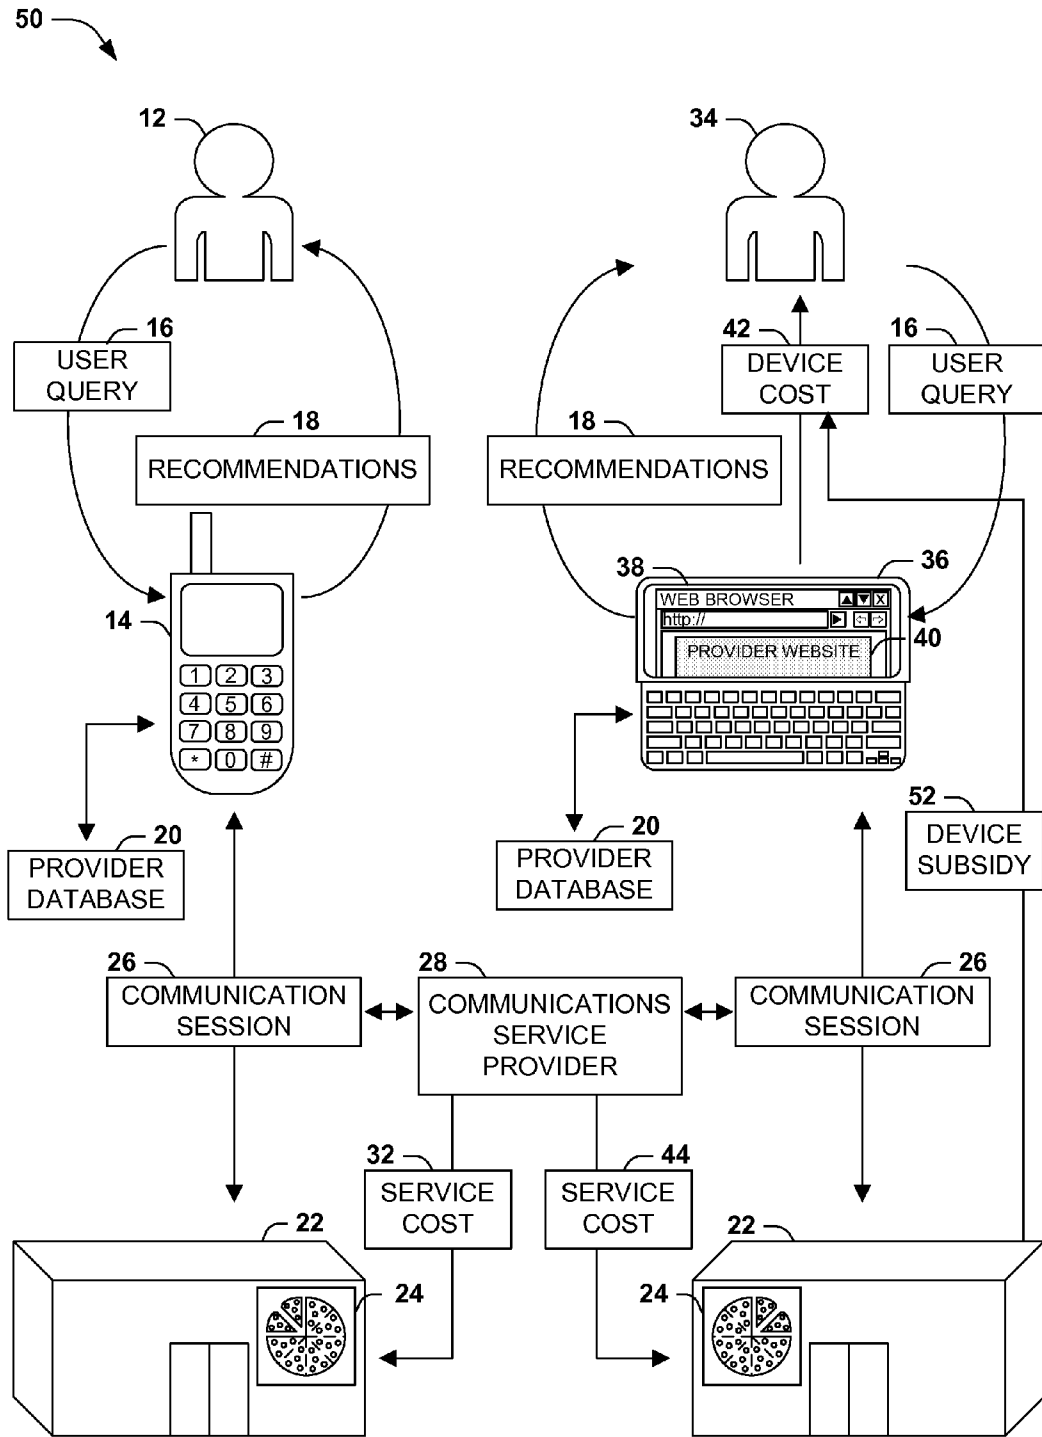 50
12
34
16
USER
QUERY
42
DEVICE
COST
16
USER
QUERY
18
RECOMMENDATIONS
18
RECOMMENDATIONS
14
1 2 3
4 5 6
7 8 9
* 0 #
38
36
WEB BROWSER X
http://
PROVIDER WEBSITE
40
20
PROVIDER
DATABASE
20
PROVIDER
DATABASE
52
DEVICE
SUBSIDY
26
COMMUNICATION
SESSION
28
COMMUNICATIONS
SERVICE
PROVIDER
26
COMMUNICATION
SESSION
32
SERVICE
COST
44
SERVICE
COST
22
24
22
24